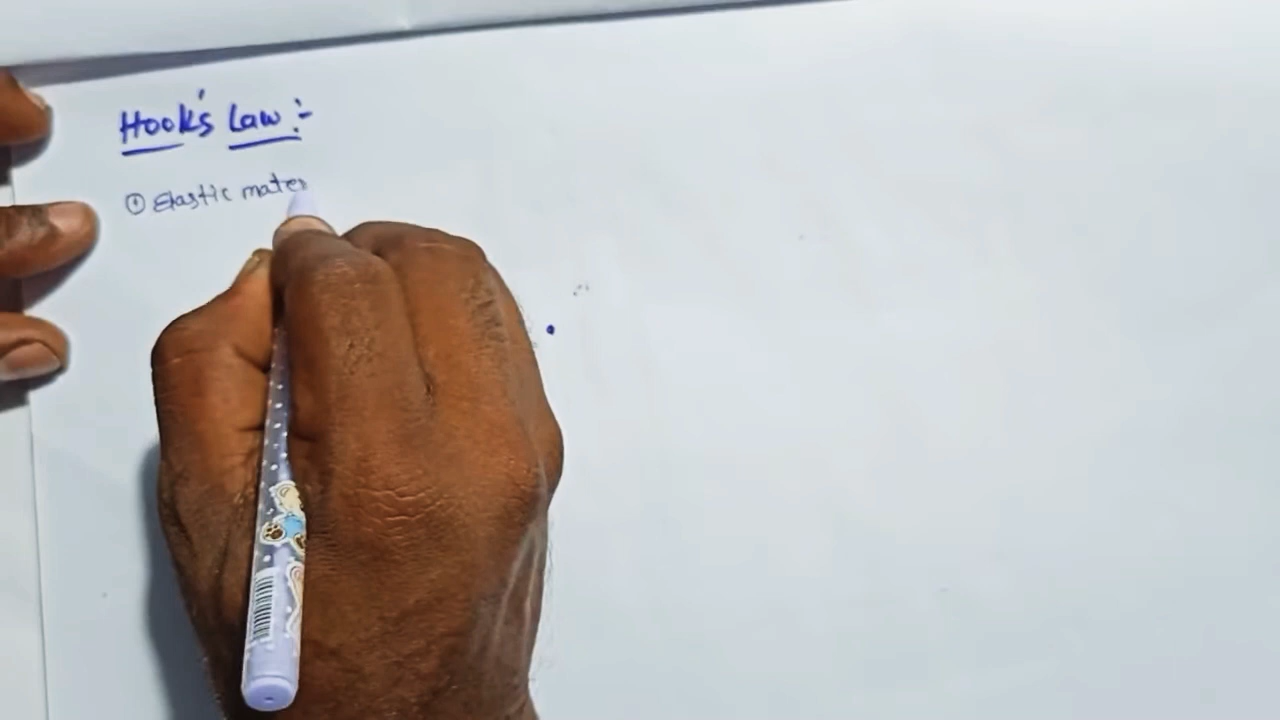 Hook's Law :-
① Elastic mater